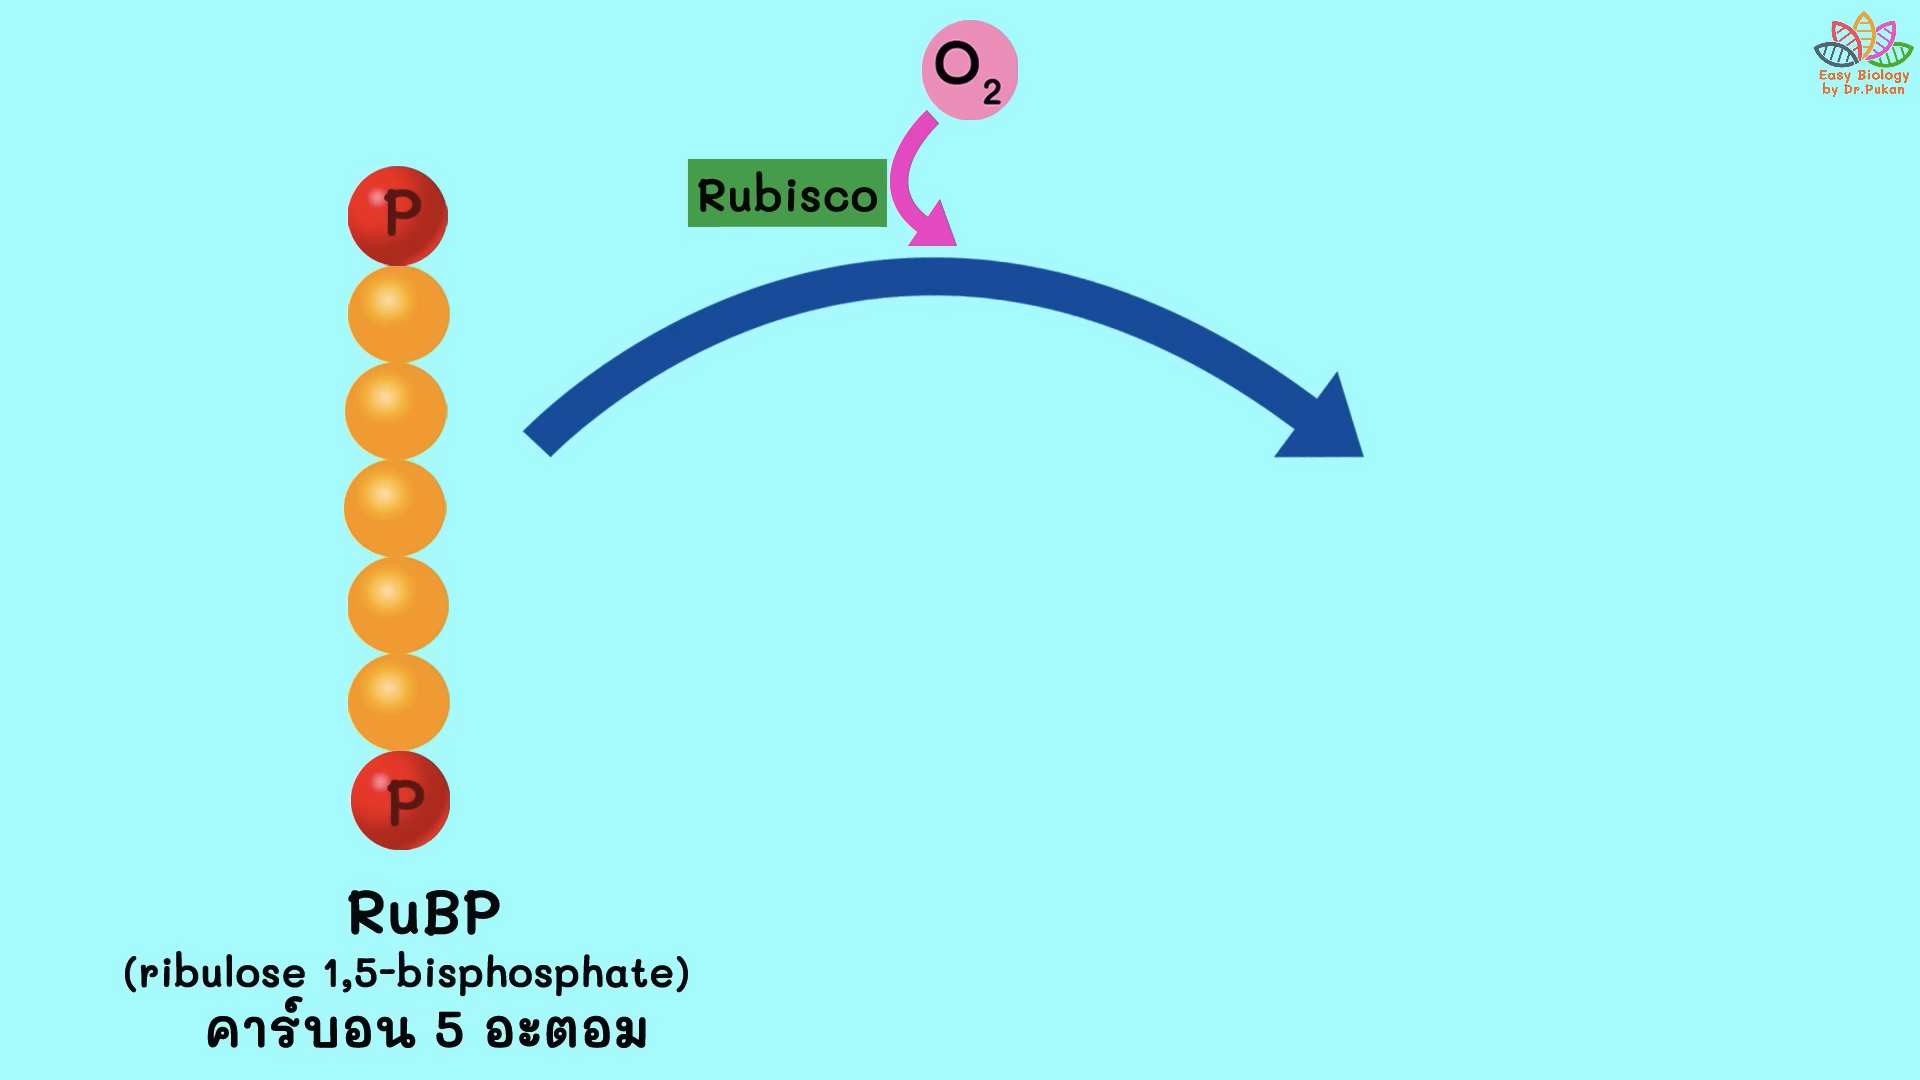 O2
Easy Biology
by Dr.Pukan
Rubisco
P
P
RuBP
(ribulose 1,5-bisphosphate)
คาร์บอน 5 อะตอม